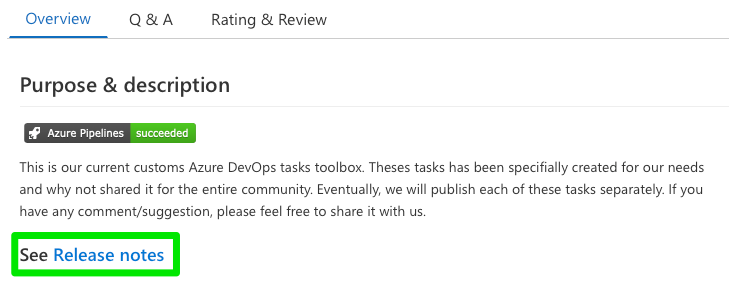 Overview Q & A Rating & Review
Purpose & description
Azure Pipelines succeeded
This is our current customs Azure DevOps tasks toolbox. Theses tasks has been specifially created for our needs
and why not shared it for the entire community. Eventually, we will publish each of these tasks separately. If you
have any comment/suggestion, please feel free to share it with us.
See Release notes